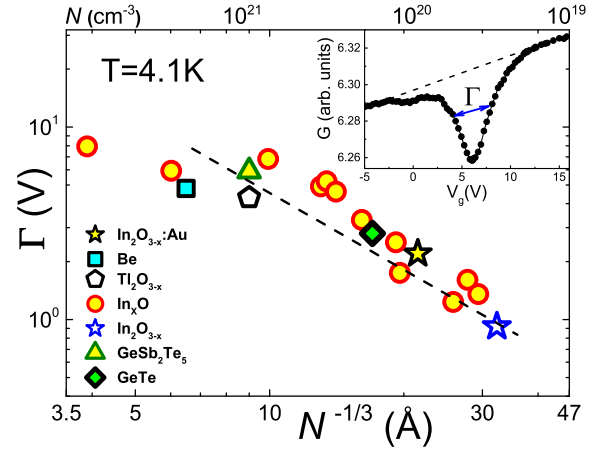 N (cm⁻³) 10²¹ 10²⁰ 10¹⁹
T=4.1K
G (arb. units)
6.32
6.30
6.28
6.26
Γ
-5 0 5 10 15
V_g(V)
Γ (V)
10¹
10⁰
In₂O₃₋ₓ:Au
Be
Tl₂O₃₋ₓ
InₓO
In₂O₃₋ₓ
GeSb₂Te₅
GeTe
3.5 5 10 30 47
N ⁻¹/³ (Å)